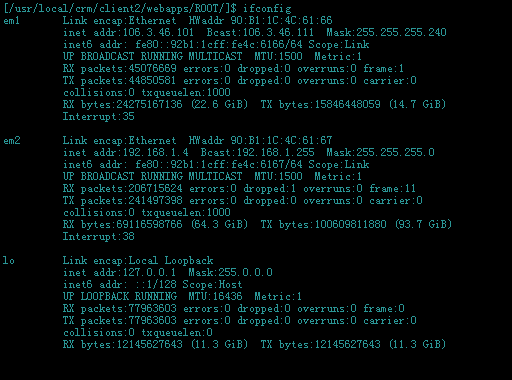 [/usr/local/crm/client2/webapps/ROOT/]$ ifconfig
em1       Link encap:Ethernet  HWaddr 90:B1:1C:4C:61:66
          inet addr:106.3.46.101  Bcast:106.3.46.111  Mask:255.255.255.240
          inet6 addr: fe80::92b1:1cff:fe4c:6166/64 Scope:Link
          UP BROADCAST RUNNING MULTICAST  MTU:1500  Metric:1
          RX packets:45076669 errors:0 dropped:0 overruns:0 frame:1
          TX packets:44850581 errors:0 dropped:0 overruns:0 carrier:0
          collisions:0 txqueuelen:1000
          RX bytes:24275167136 (22.6 GiB)  TX bytes:15846448059 (14.7 GiB)
          Interrupt:35
em2       Link encap:Ethernet  HWaddr 90:B1:1C:4C:61:67
          inet addr:192.168.1.4  Bcast:192.168.1.255  Mask:255.255.255.0
          inet6 addr: fe80::92b1:1cff:fe4c:6167/64 Scope:Link
          UP BROADCAST RUNNING MULTICAST  MTU:1500  Metric:1
          RX packets:206715624 errors:0 dropped:1 overruns:0 frame:11
          TX packets:241497398 errors:0 dropped:0 overruns:0 carrier:0
          collisions:0 txqueuelen:1000
          RX bytes:69116598766 (64.3 GiB)  TX bytes:100609811880 (93.7 GiB)
          Interrupt:38
lo        Link encap:Local Loopback
          inet addr:127.0.0.1  Mask:255.0.0.0
          inet6 addr: ::1/128 Scope:Host
          UP LOOPBACK RUNNING  MTU:16436  Metric:1
          RX packets:77963603 errors:0 dropped:0 overruns:0 frame:0
          TX packets:77963603 errors:0 dropped:0 overruns:0 carrier:0
          collisions:0 txqueuelen:0
          RX bytes:12145627643 (11.3 GiB)  TX bytes:12145627643 (11.3 GiB)